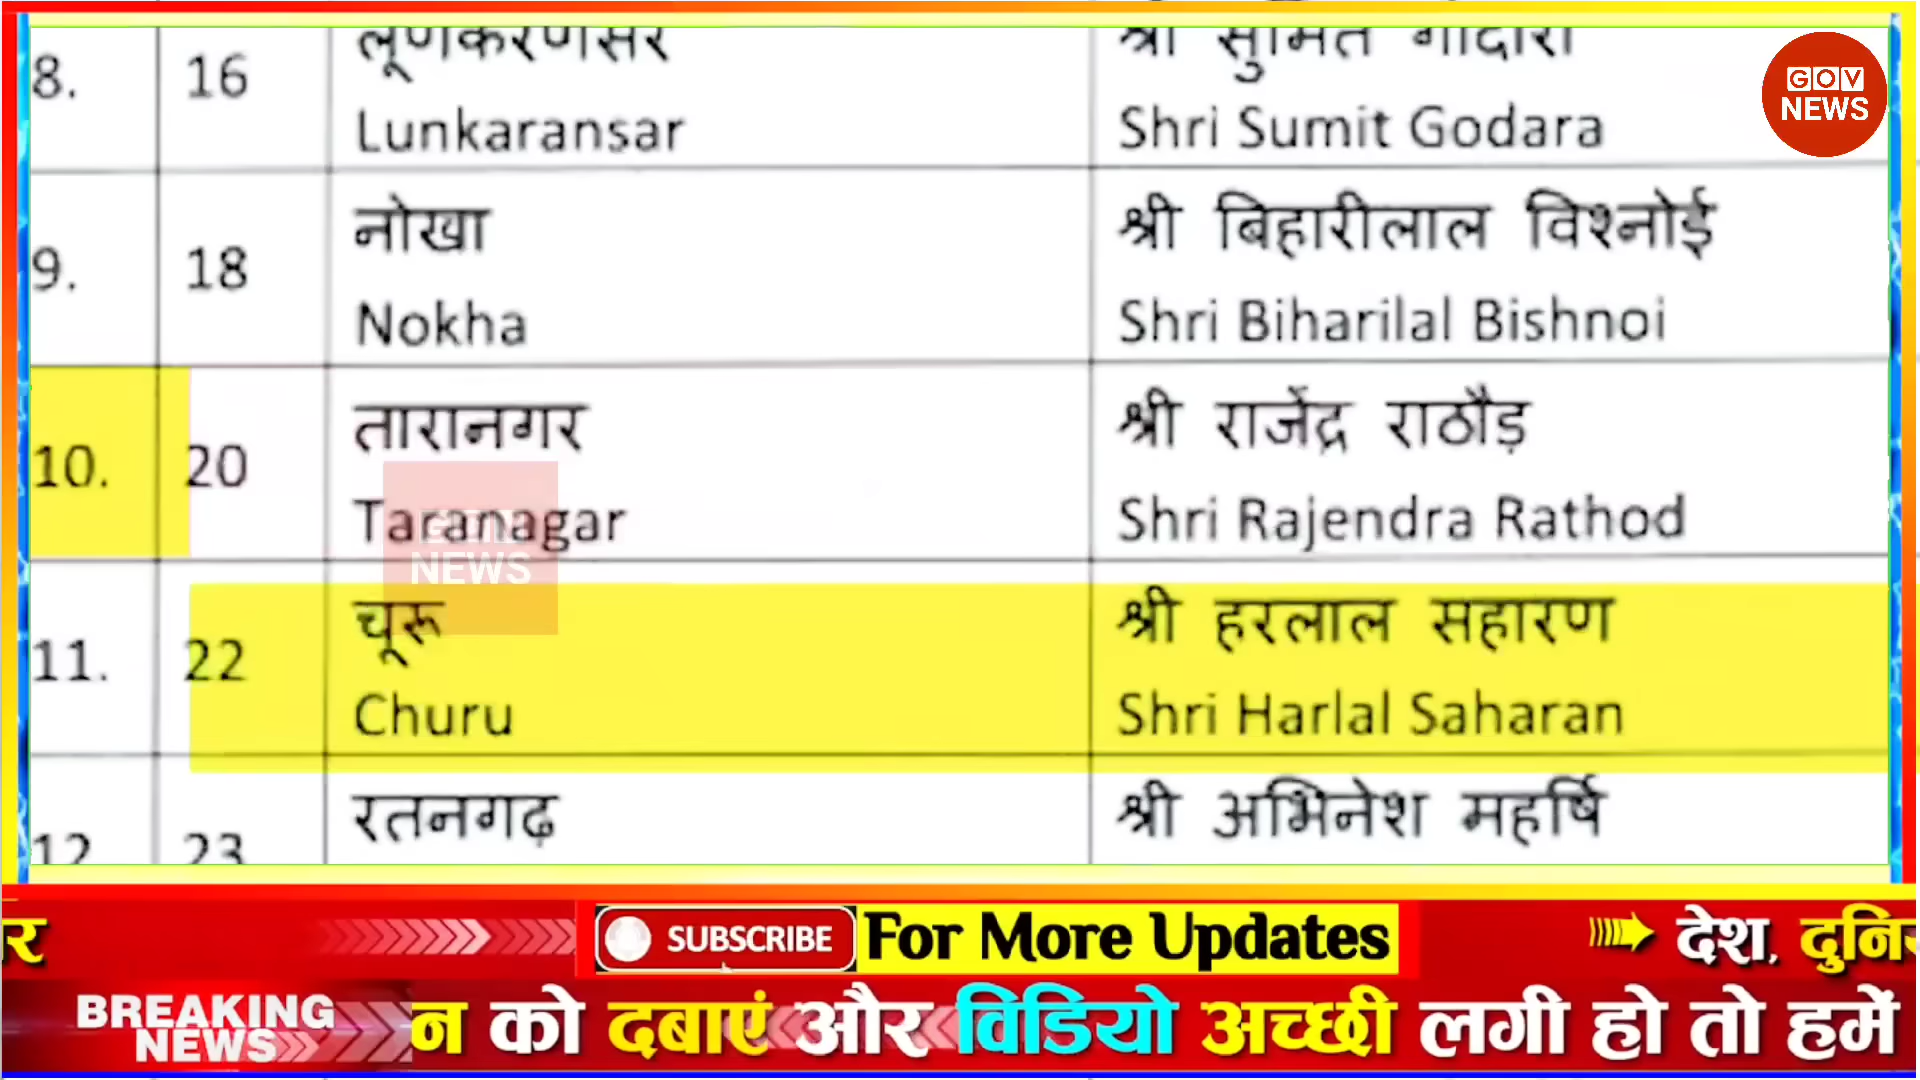 8.
16
लूणकरणसर
Lunkaransar
श्री सुमित गोदारा
Shri Sumit Godara
GOV
NEWS
9.
18
नोखा
Nokha
श्री बिहारीलाल विश्नोई
Shri Biharilal Bishnoi
10.
20
तारानगर
Taranagar
श्री राजेंद्र राठौड़
Shri Rajendra Rathod
GOV
NEWS
11.
22
चूरू
Churu
श्री हरलाल सहारण
Shri Harlal Saharan
12
23
रतनगढ़
श्री अभिनेश महर्षि
र
SUBSCRIBE
For More Updates
देश, दुनिय
BREAKING
NEWS
न को दबाएं और विडियो अच्छी लगी हो तो हमें